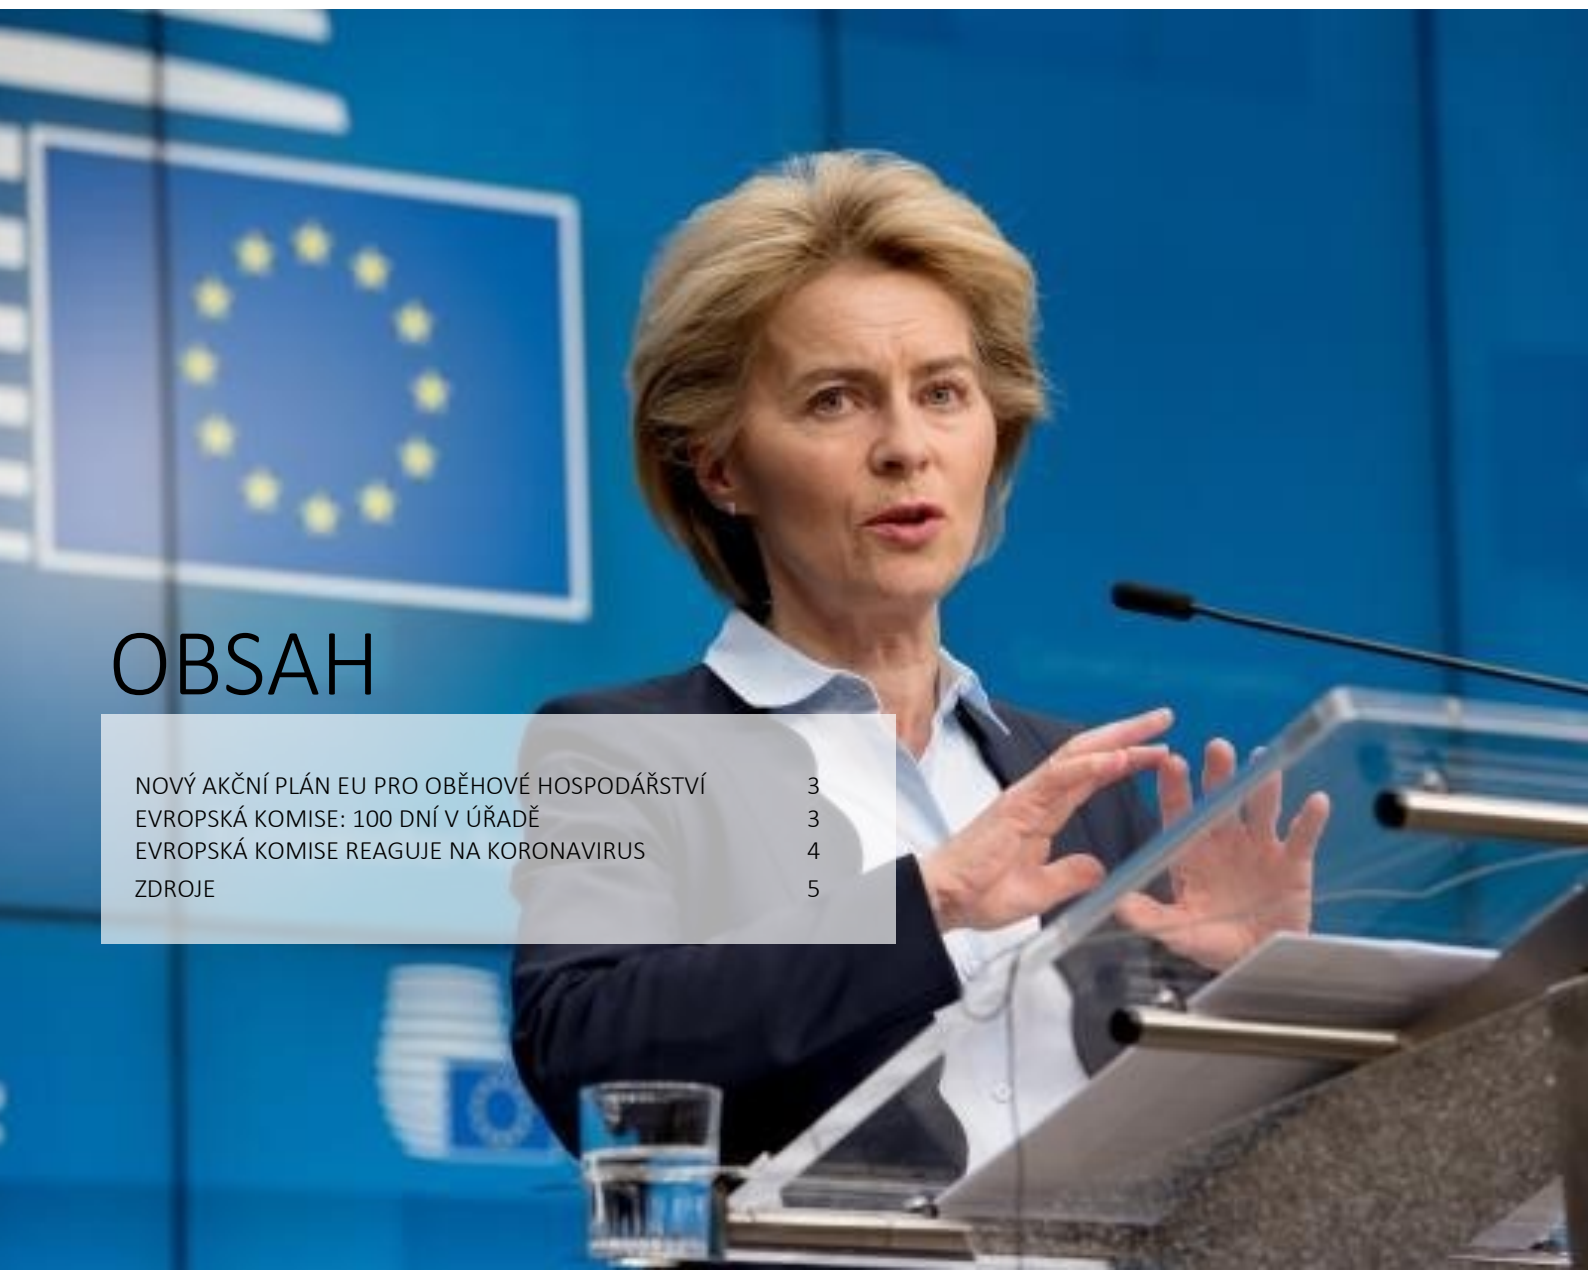 OBSAH
NOVÝ AKČNÍ PLÁN EU PRO OBĚHOVÉ HOSPODÁŘSTVÍ 3
EVROPSKÁ KOMISE: 100 DNÍ V ÚŘADĚ 3
EVROPSKÁ KOMISE REAGUJE NA KORONAVIRUS 4
ZDROJE 5